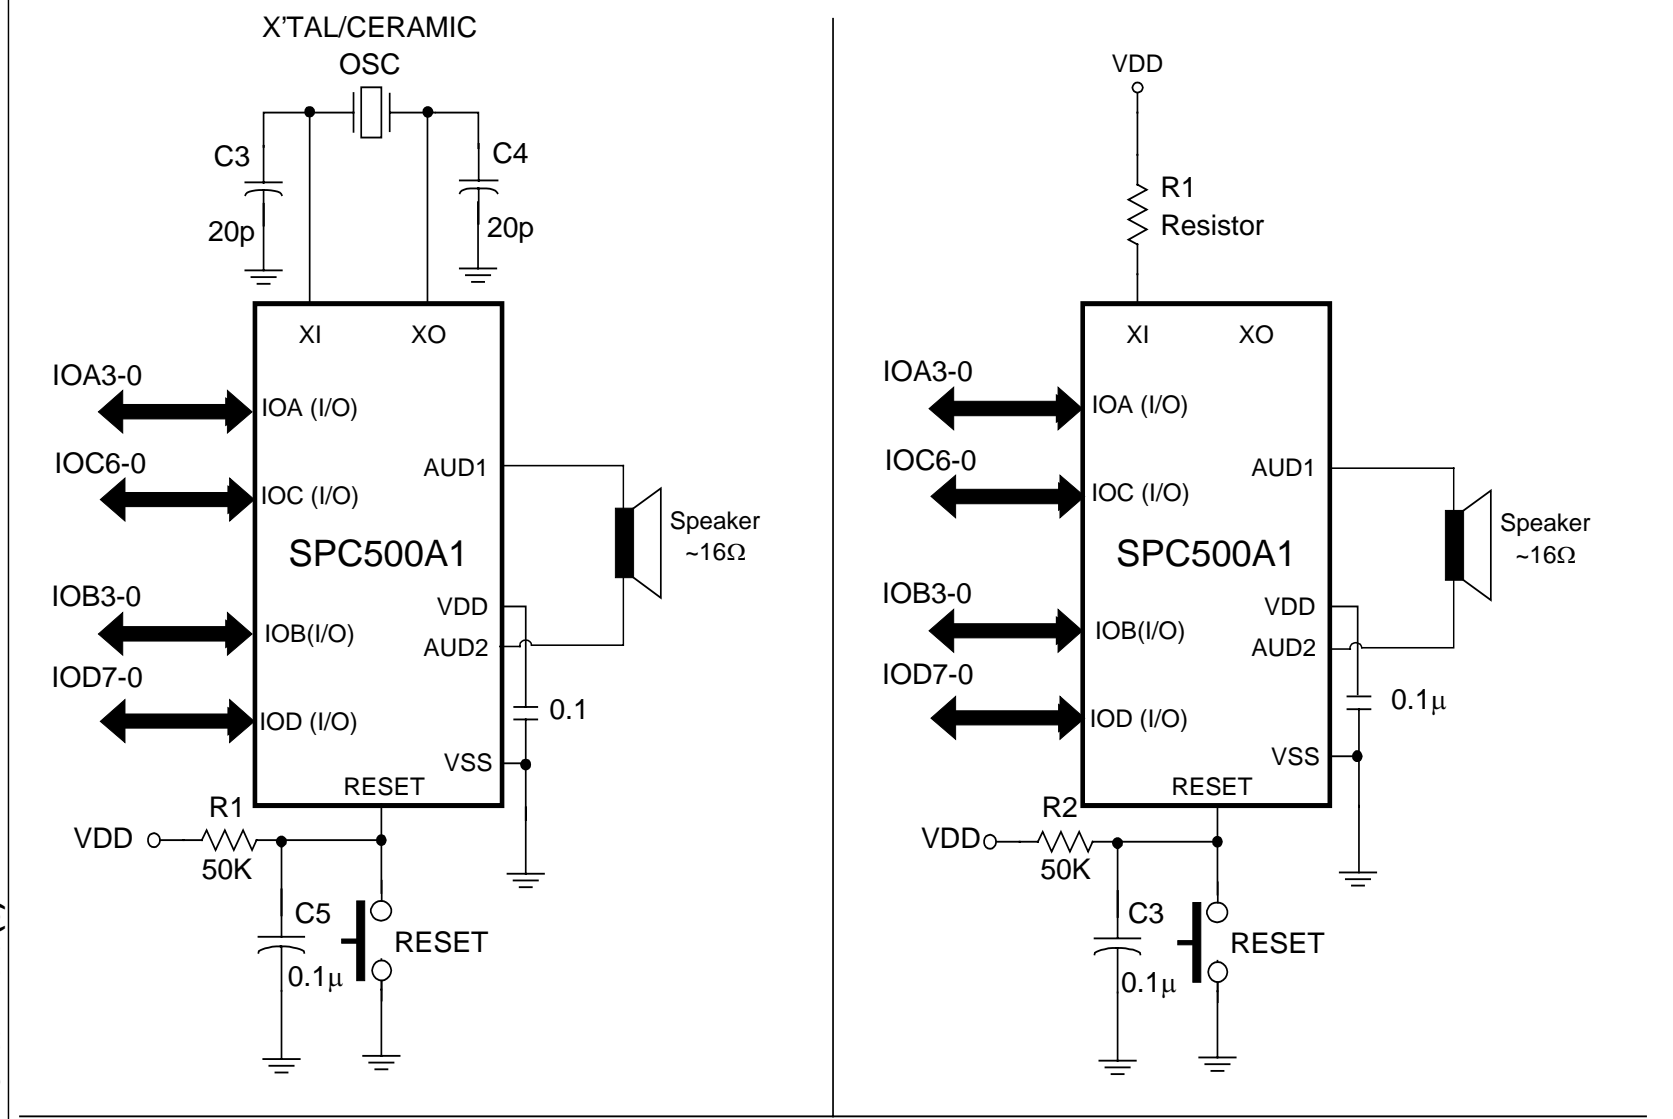 X'TAL/CERAMIC
OSC
C3
20p
C4
20p
XI
XO
IOA3-0
IOA (I/O)
IOC6-0
IOC (I/O)
AUD1
Speaker
~16Ω
SPC500A1
IOB3-0
IOB(I/O)
VDD
AUD2
IOD7-0
IOD (I/O)
0.1
VSS
RESET
R1
VDD
50K
C5
0.1μ
RESET
VDD
R1
Resistor
XI
XO
IOA3-0
IOA (I/O)
IOC6-0
IOC (I/O)
AUD1
Speaker
~16Ω
SPC500A1
IOB3-0
IOB(I/O)
VDD
AUD2
IOD7-0
IOD (I/O)
0.1μ
VSS
RESET
R2
VDD
50K
C3
0.1μ
RESET